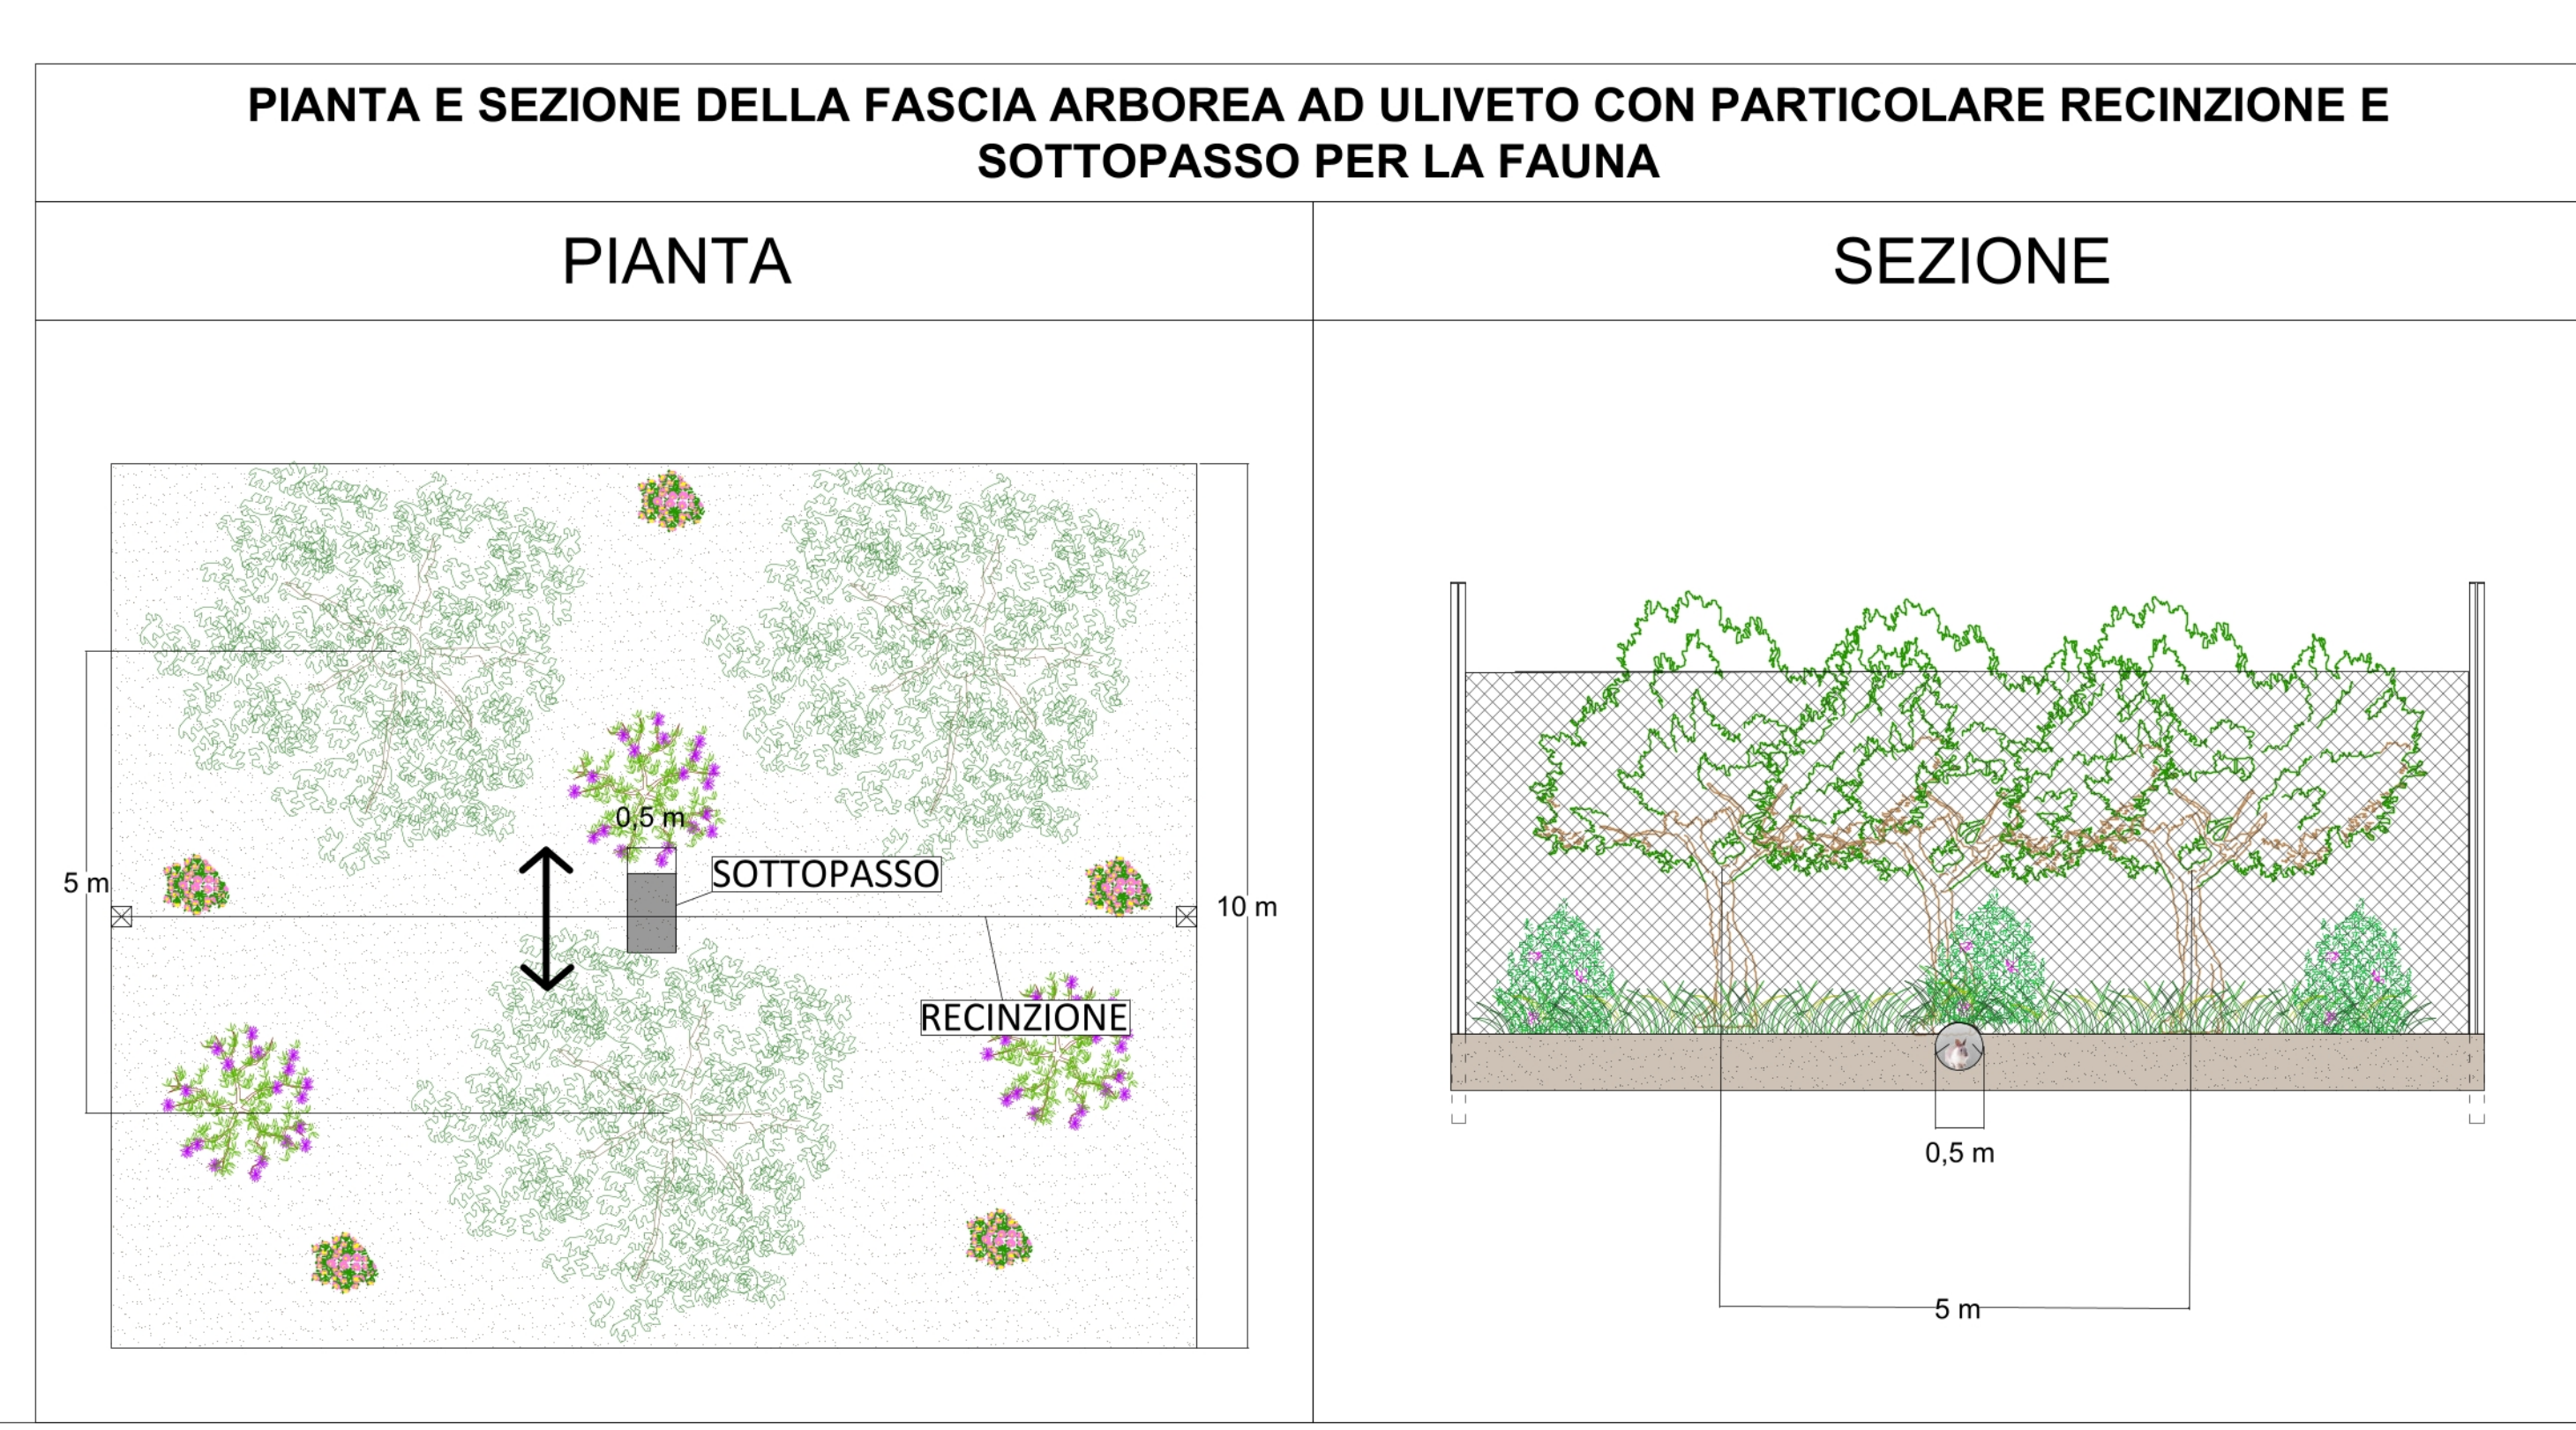 PIANTA E SEZIONE DELLA FASCIA ARBOREA AD ULIVETO CON PARTICOLARE RECINZIONE E
SOTTOPASSO PER LA FAUNA
PIANTA
SEZIONE
0,5 m
SOTTOPASSO
5 m
10 m
RECINZIONE
0,5 m
5 m